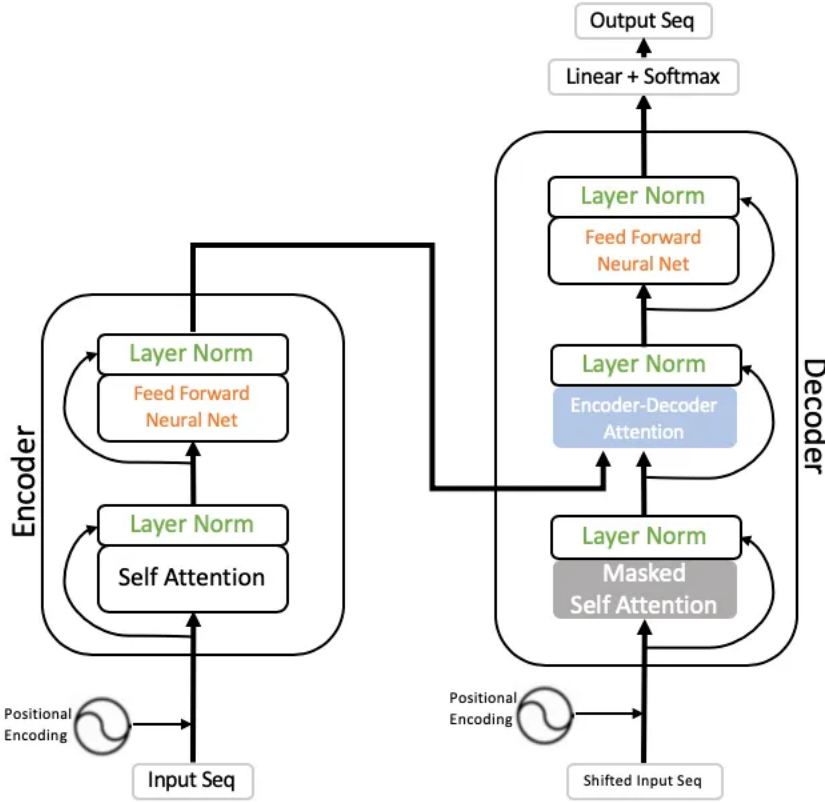 Output Seq
Linear + Softmax
Layer Norm
Feed Forward
Neural Net
Layer Norm
Encoder-Decoder
Attention
Layer Norm
Masked
Self Attention
Decoder
Positional
Encoding
Shifted Input Seq
Encoder
Layer Norm
Feed Forward
Neural Net
Layer Norm
Self Attention
Positional
Encoding
Input Seq